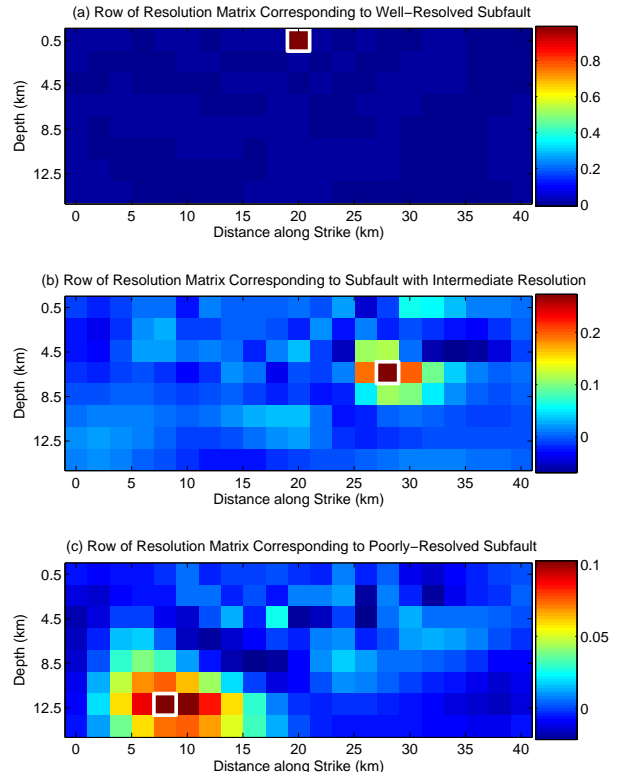 (a) Row of Resolution Matrix Corresponding to Well−Resolved Subfault
0.5
4.5
8.5
12.5
Depth (km)
0 5 10 15 20 25 30 35 40
Distance along Strike (km)
0.8
0.6
0.4
0.2
0
(b) Row of Resolution Matrix Corresponding to Subfault with Intermediate Resolution
0.5
4.5
8.5
12.5
Depth (km)
0 5 10 15 20 25 30 35 40
Distance along Strike (km)
0.2
0.1
0
(c) Row of Resolution Matrix Corresponding to Poorly−Resolved Subfault
0.5
4.5
8.5
12.5
Depth (km)
0 5 10 15 20 25 30 35 40
Distance along Strike (km)
0.1
0.05
0